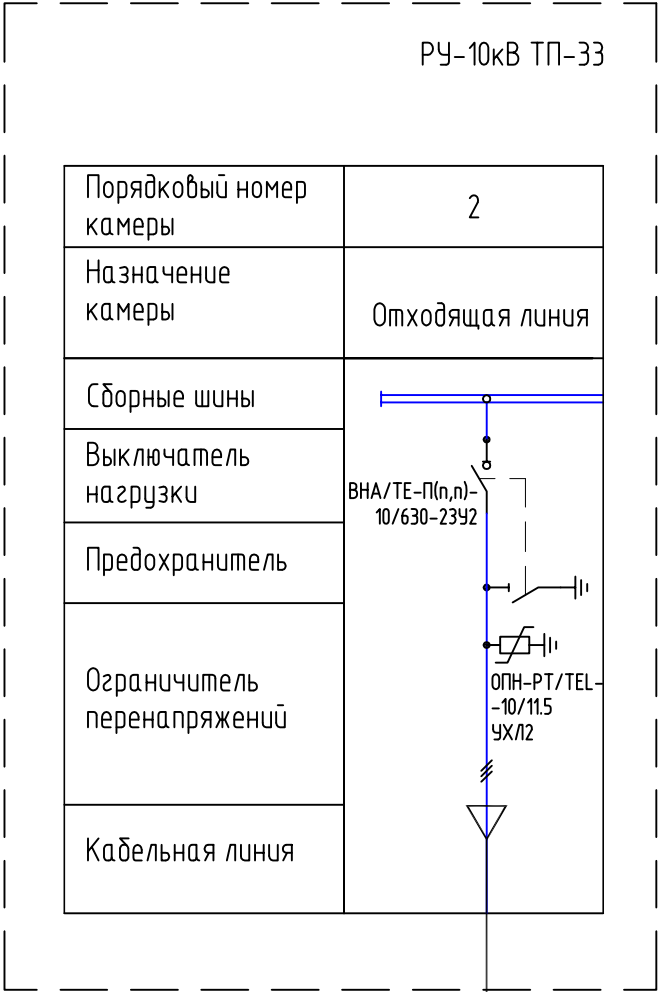 РУ-10кВ ТП-33
Порядковый номер
камеры
2
Назначение
камеры
Отходящая линия
Сборные шины
Выключатель
нагрузки
ВНА/ТЕ-П(п,п)-
10/630-23У2
Предохранитель
Ограничитель
перенапряжений
ОПН-РТ/TEL-
-10/11.5
УХЛ2
Кабельная линия